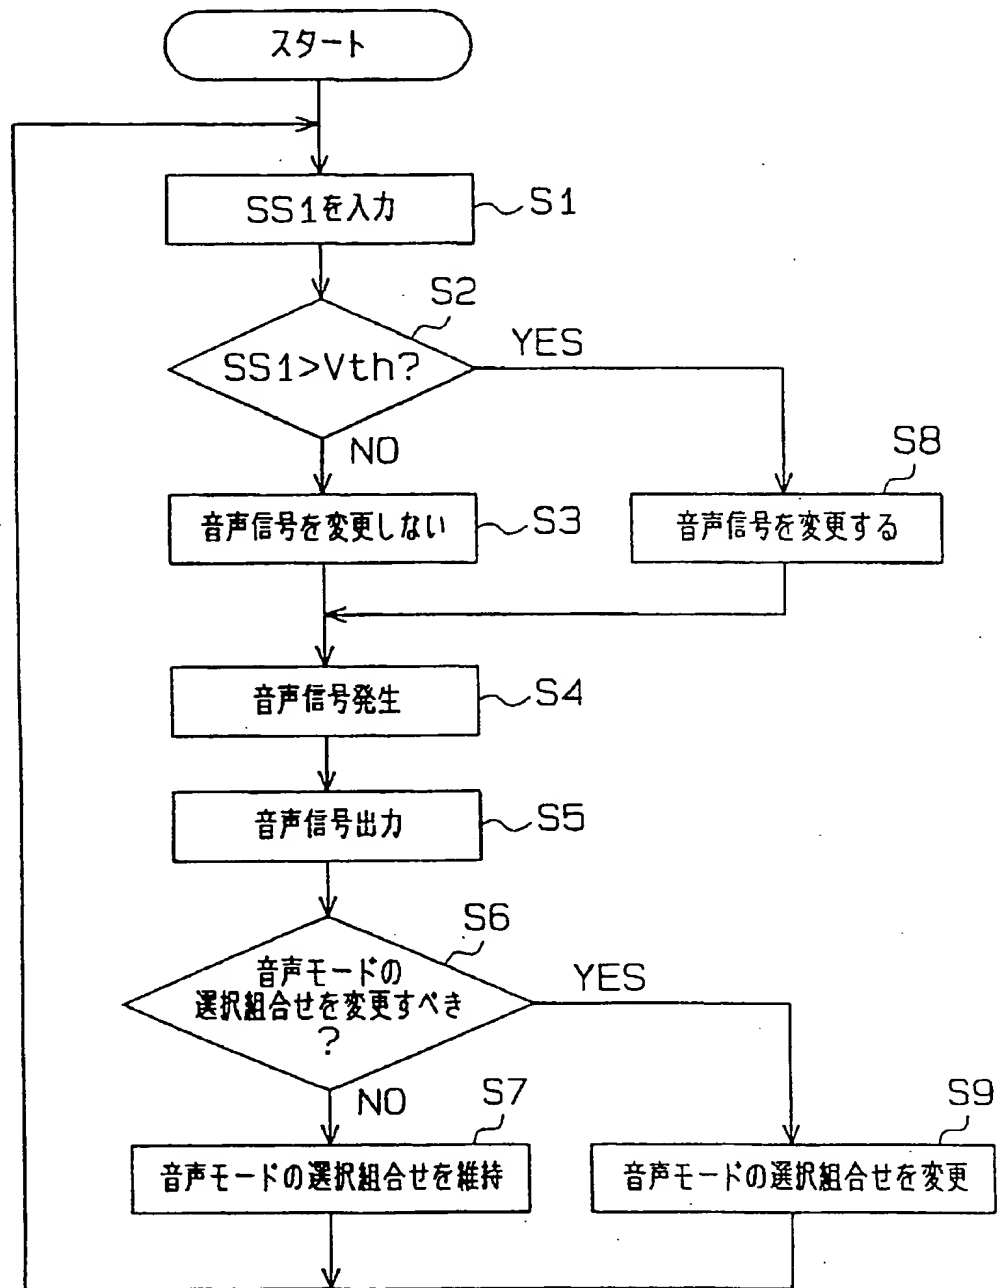 スタート
SS1を入力
S1
S2
SS1>Vth?
YES
NO
S8
音声信号を変更しない
S3
音声信号を変更する
音声信号発生
S4
音声信号出力
S5
S6
音声モードの
選択組合せを変更すべき
?
YES
NO
S7
S9
音声モードの選択組合せを維持
音声モードの選択組合せを変更